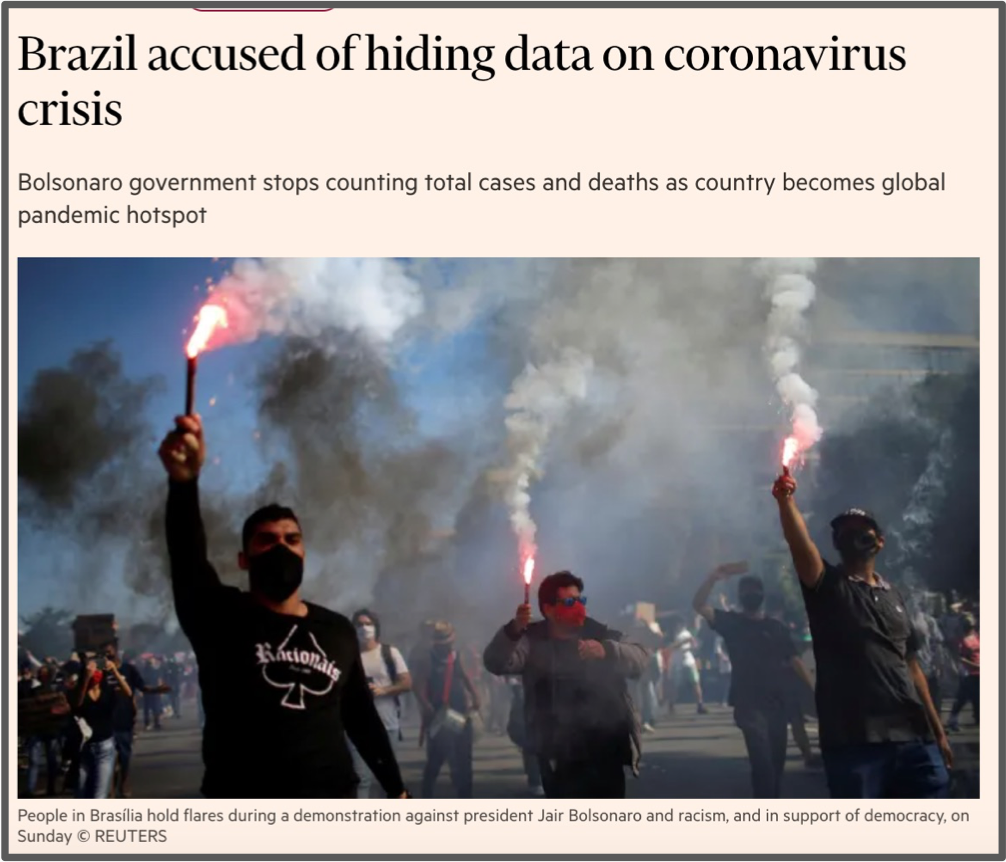 Brazil accused of hiding data on coronavirus
crisis
Bolsonaro government stops counting total cases and deaths as country becomes global
pandemic hotspot
Racionais
People in Brasília hold flares during a demonstration against president Jair Bolsonaro and racism, and in support of democracy, on
Sunday © REUTERS